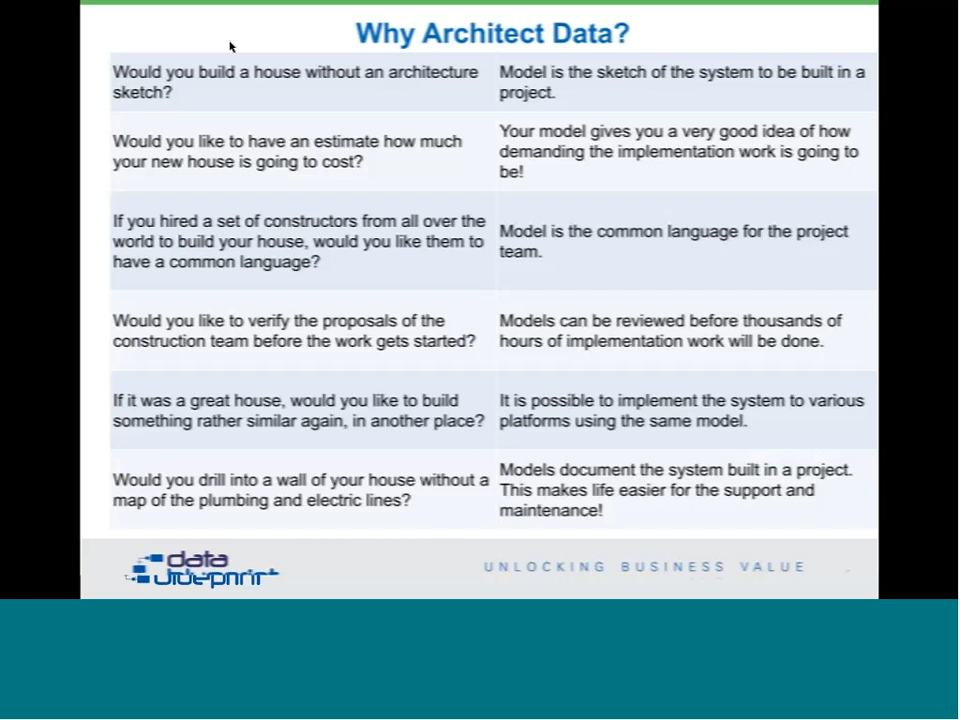 Why Architect Data?
Would you build a house without an architecture
sketch?
Model is the sketch of the system to be built in a
project.
Would you like to have an estimate how much
your new house is going to cost?
Your model gives you a very good idea of how
demanding the implementation work is going to
be!
If you hired a set of constructors from all over the
world to build your house, would you like them to
have a common language?
Model is the common language for the project
team.
Would you like to verify the proposals of the
construction team before the work gets started?
Models can be reviewed before thousands of
hours of implementation work will be done.
If it was a great house, would you like to build
something rather similar again, in another place?
It is possible to implement the system to various
platforms using the same model.
Would you drill into a wall of your house without a
map of the plumbing and electric lines?
Models document the system built in a project.
This makes life easier for the support and
maintenance!
data
blueprint
UNLOCKING BUSINESS VALUE